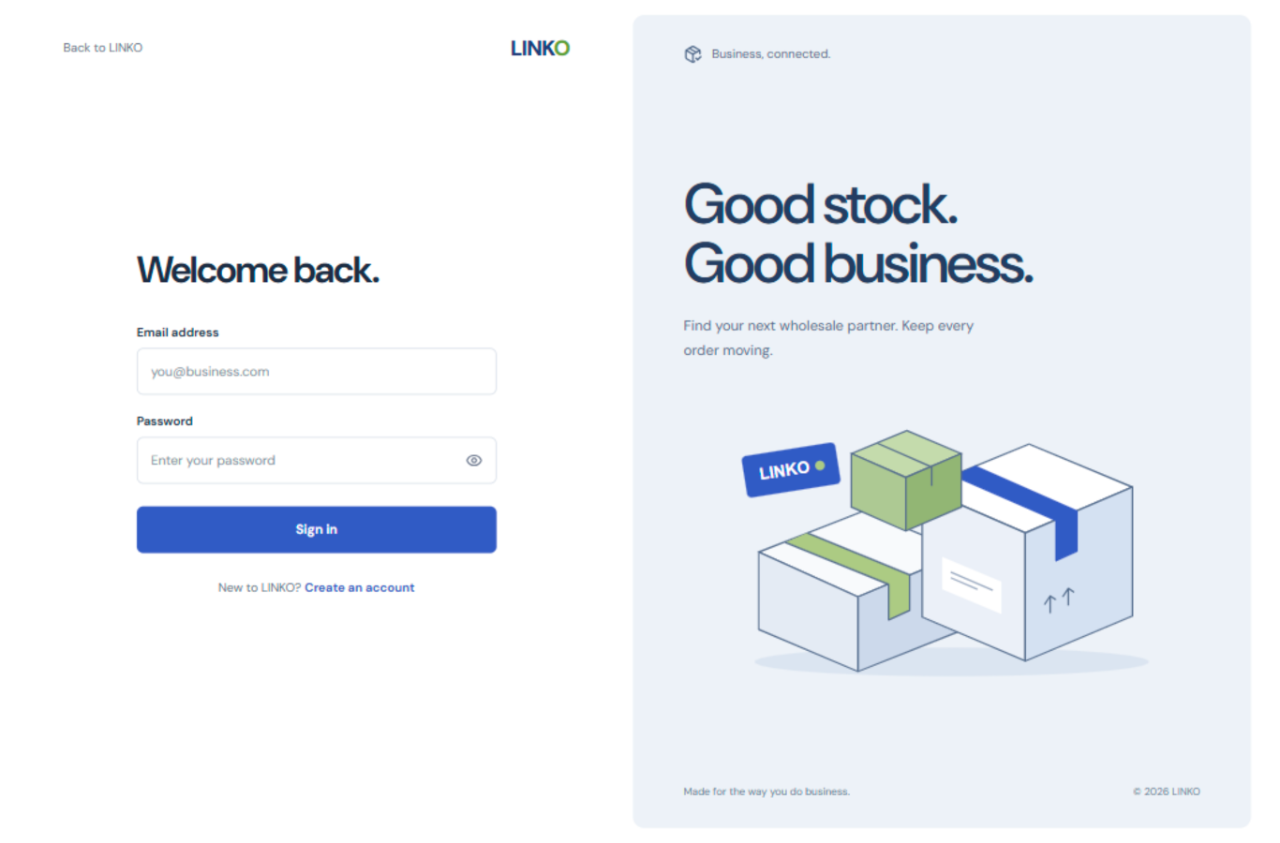 Back to LINKO
LINKO
Welcome back.
Email address
you@business.com
Password
Enter your password
Sign in
New to LINKO? Create an account
Business, connected.
Good stock.
Good business.
Find your next wholesale partner. Keep every
order moving.
LINKO
Made for the way you do business.
© 2026 LINKO